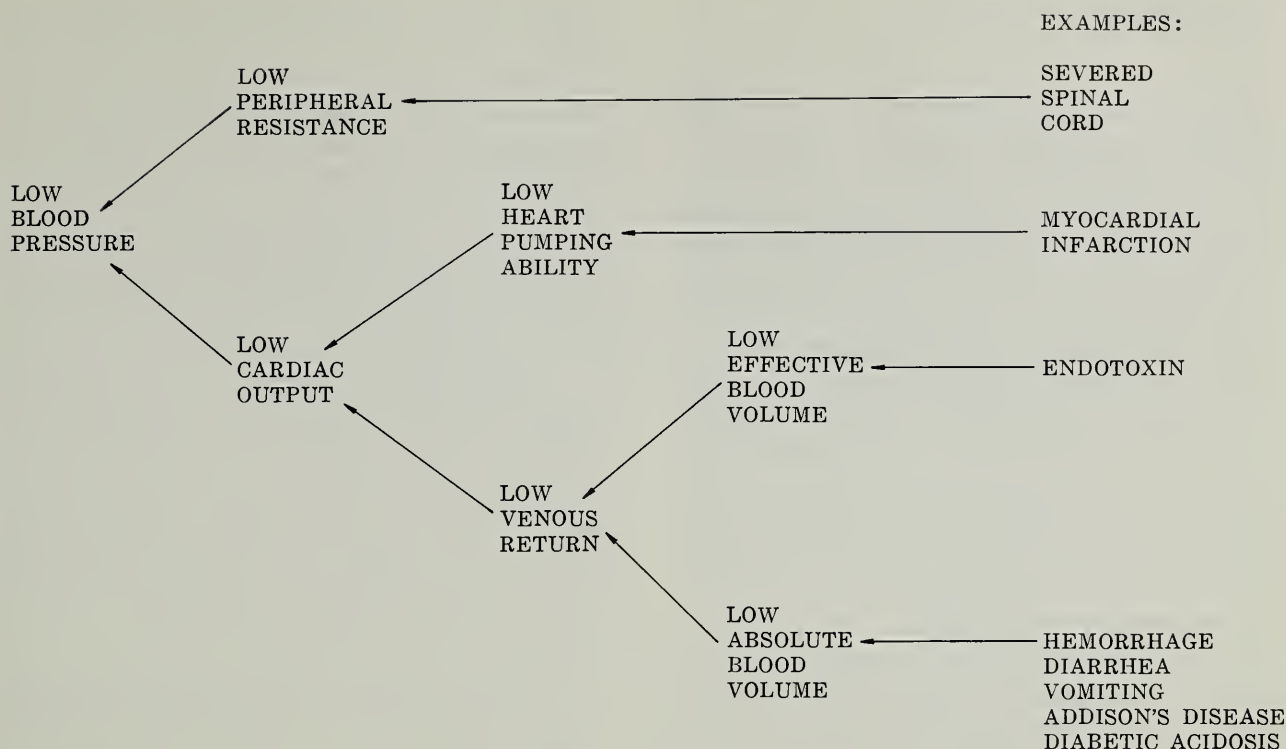 EXAMPLES:
LOW
PERIPHERAL
RESISTANCE
SEVERED
SPINAL
CORD
LOW
BLOOD
PRESSURE
LOW
HEART
PUMPING
ABILITY
MYOCARDIAL
INFARCTION
LOW
CARDIAC
OUTPUT
LOW
EFFECTIVE
BLOOD
VOLUME
ENDOTOXIN
LOW
VENOUS
RETURN
LOW
ABSOLUTE
BLOOD
VOLUME
HEMORRHAGE
DIARRHEA
VOMITING
ADDISON'S DISEASE
DIABETIC ACIDOSIS